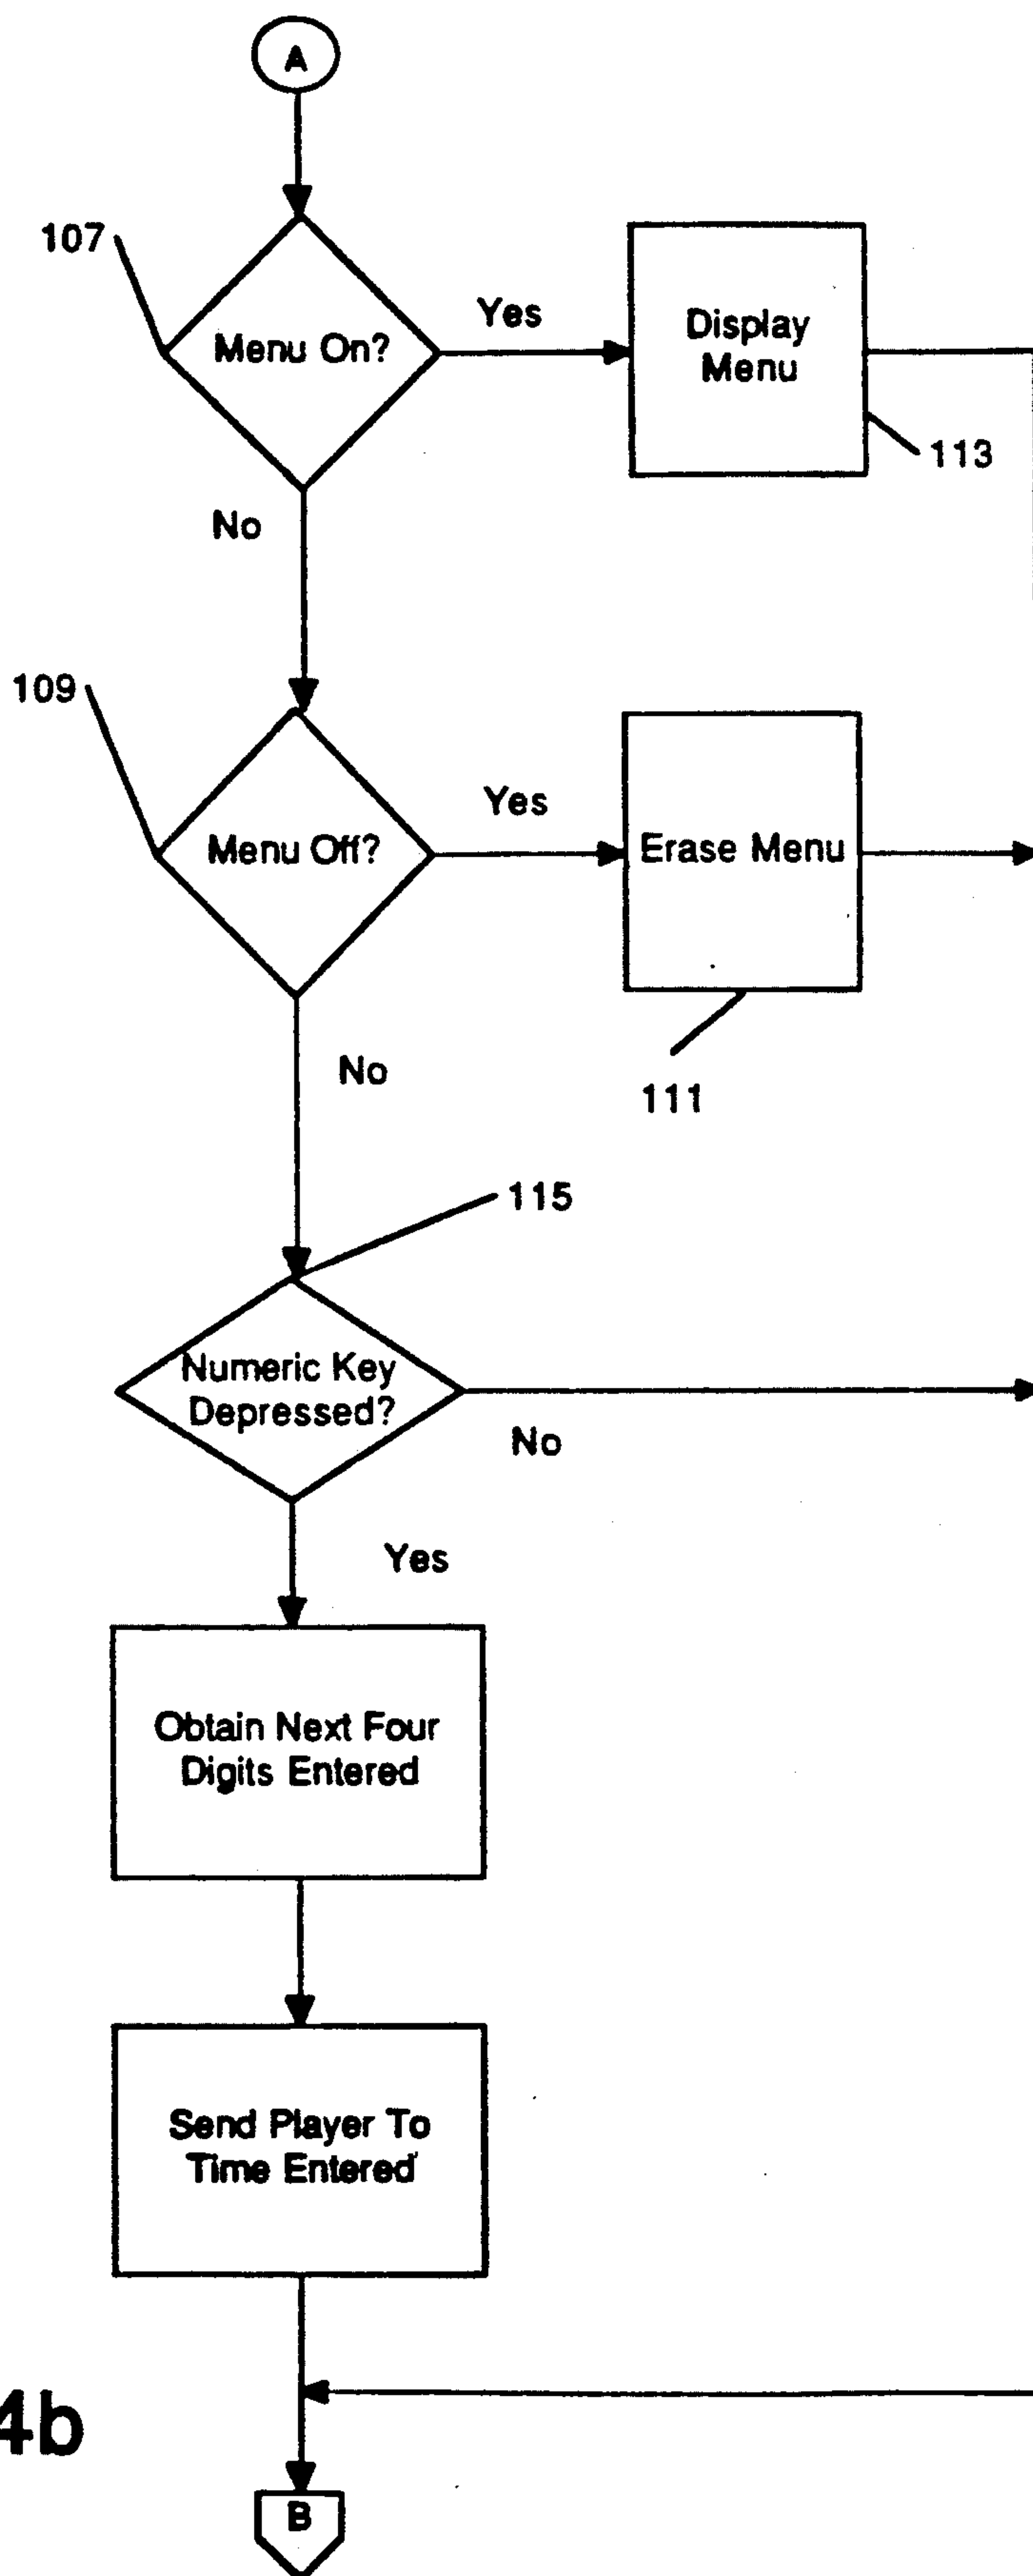 A
107
Menu On?
Yes
Display
Menu
113
No
109
Menu Off?
Yes
Erase Menu
111
No
115
Numeric Key
Depressed?
No
Yes
Obtain Next Four
Digits Entered
Send Player To
Time Entered
4b
B